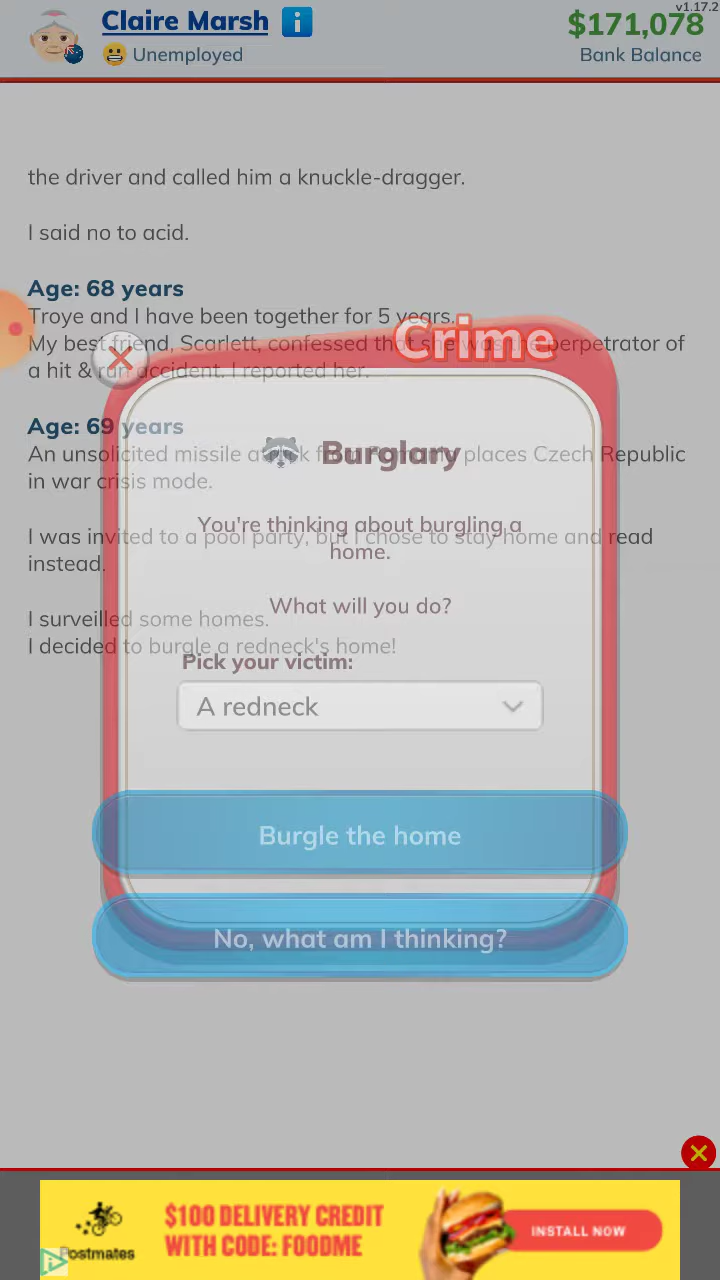 v1.17.2
Claire Marsh
$171,078
Unemployed
Bank Balance
the driver and called him a knuckle-dragger.
I said no to acid.
Age: 68 years
Troye and I have been together for 5 years.
Crime
My best friend, Scarlett, confessed that she was the perpetrator of
a hit & run accident. I reported her.
Age: 69 years
An unsolicited missile attack from places Czech Republic
in war crisis mode.
Burglary
You're thinking about burgling a
home.
I was invited to a pool party, but I chose to stay home and read
instead.
What will you do?
I surveilled some homes.
I decided to burgle a redneck's home!
Pick your victim:
A redneck
Burgle the home
No, what am I thinking?
Postmates
$100 DELIVERY CREDIT
WITH CODE: FOODME
INSTALL NOW